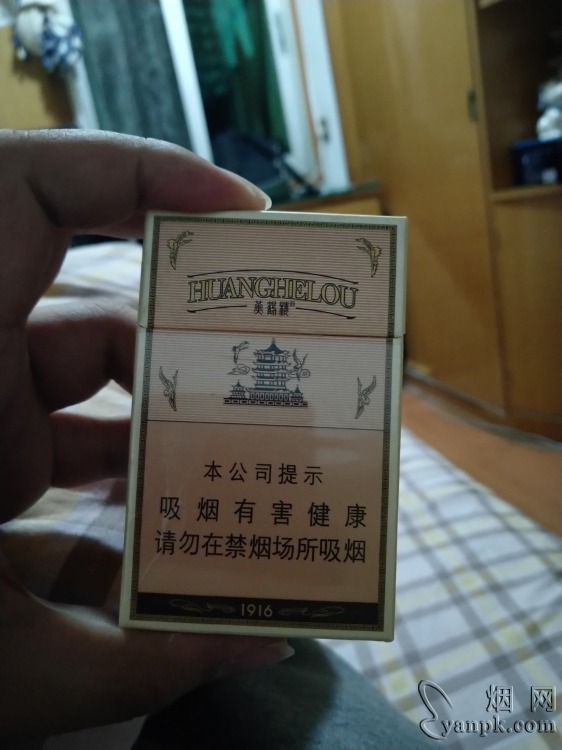 HUANGHELOU
黄鹤楼
本公司提示
吸烟有害健康
请勿在禁烟场所吸烟
1916
烟网
yanpk.com